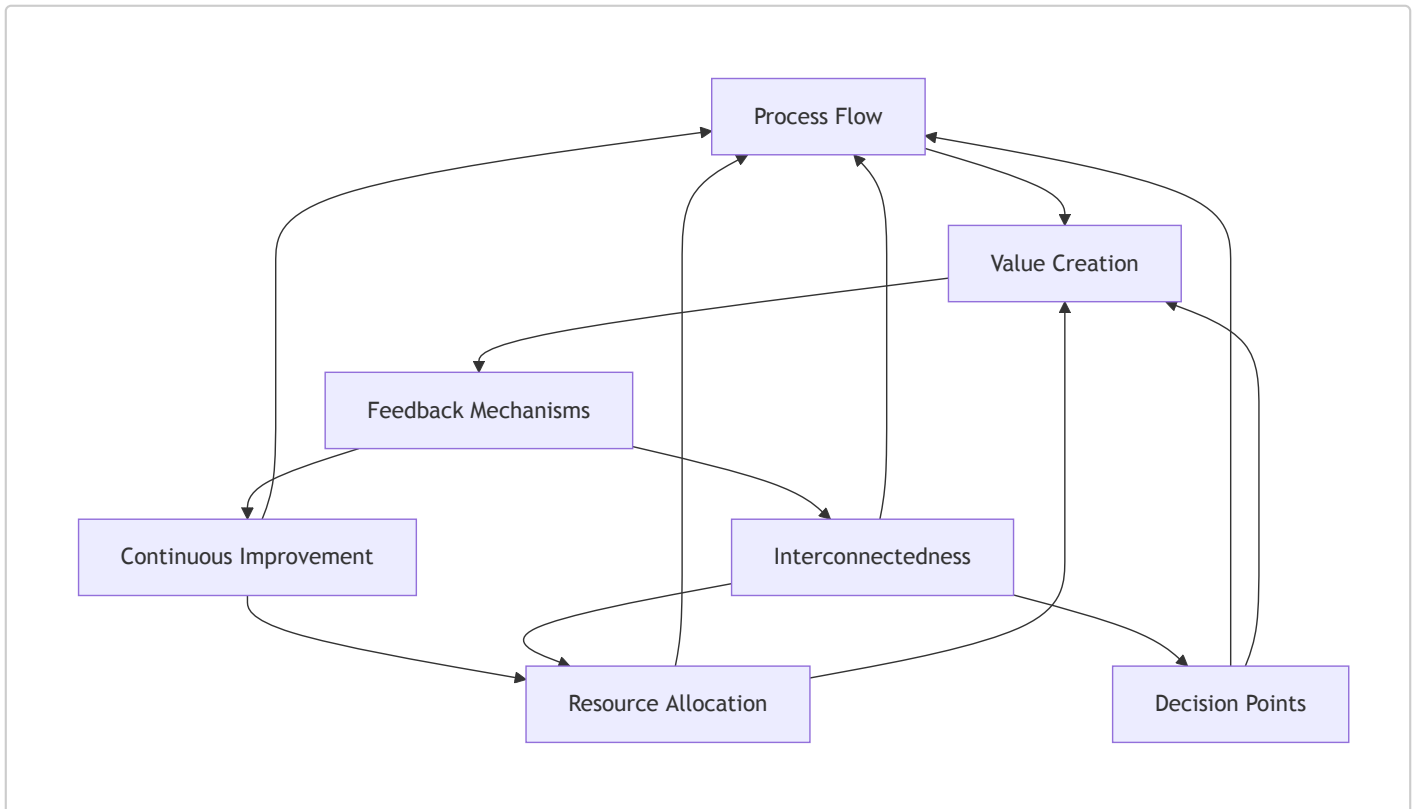 Process Flow
Value Creation
Feedback Mechanisms
Continuous Improvement
Interconnectedness
Resource Allocation
Decision Points